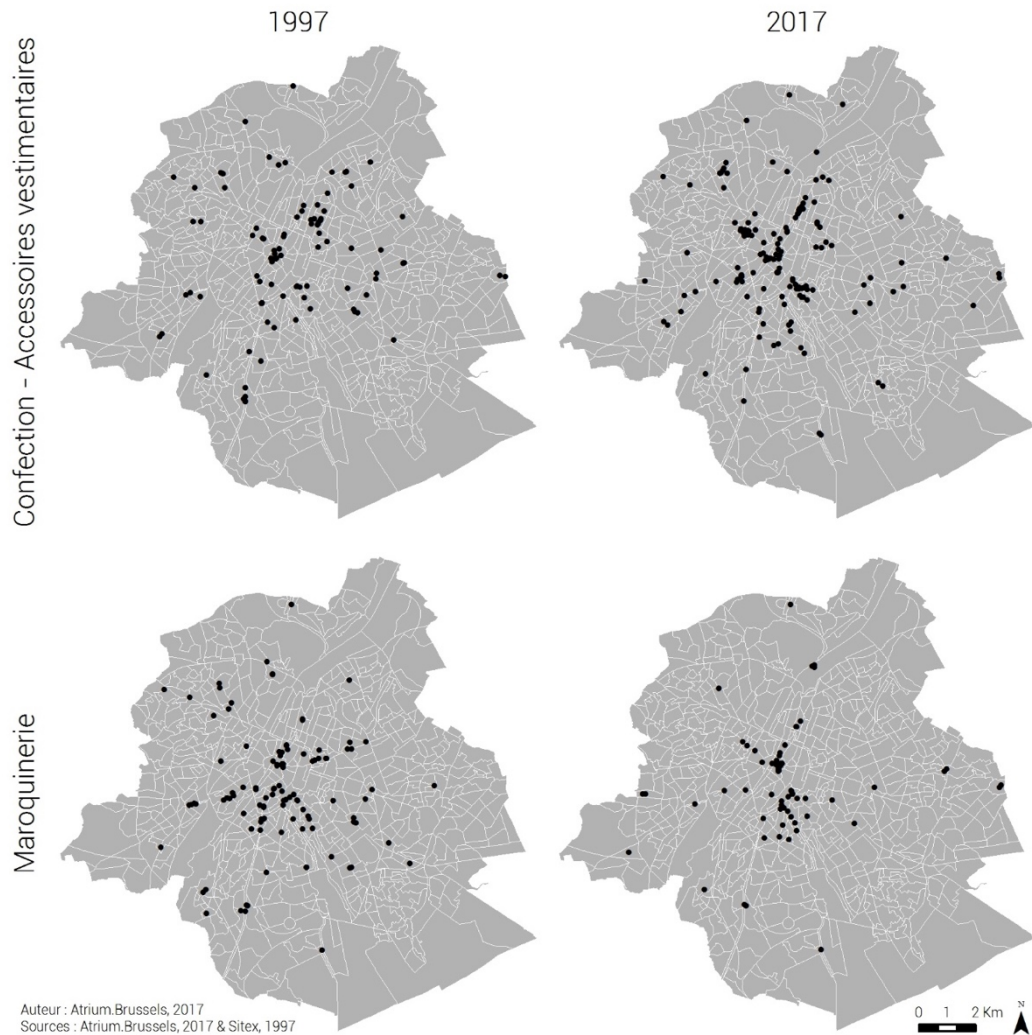 1997
2017
Confection - Accessoires vestimentaires
Maroquinerie
Auteur : Atrium.Brussels, 2017
Sources : Atrium.Brussels, 2017 & Sitex, 1997
0 1 2 Km
N